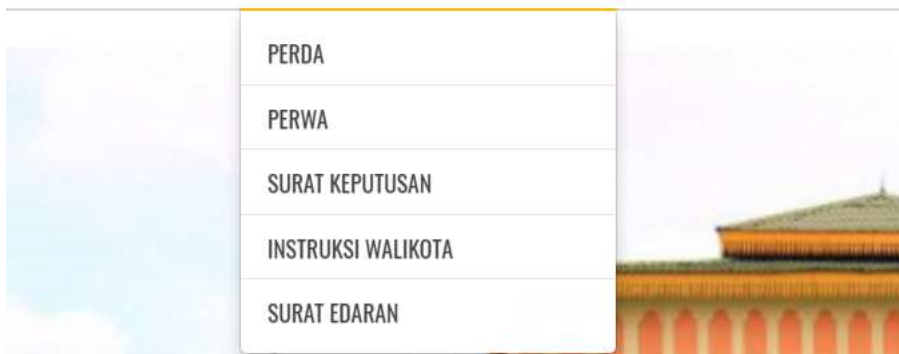 PERDA
PERWA
SURAT KEPUTUSAN
INSTRUKSI WALIKOTA
SURAT EDARAN